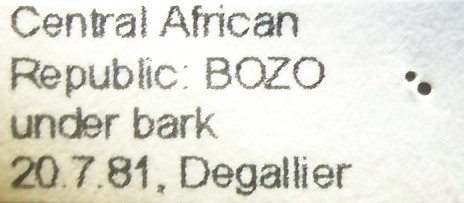 Central African
Republic: BOZO
under bark
20.7.81, Degallier